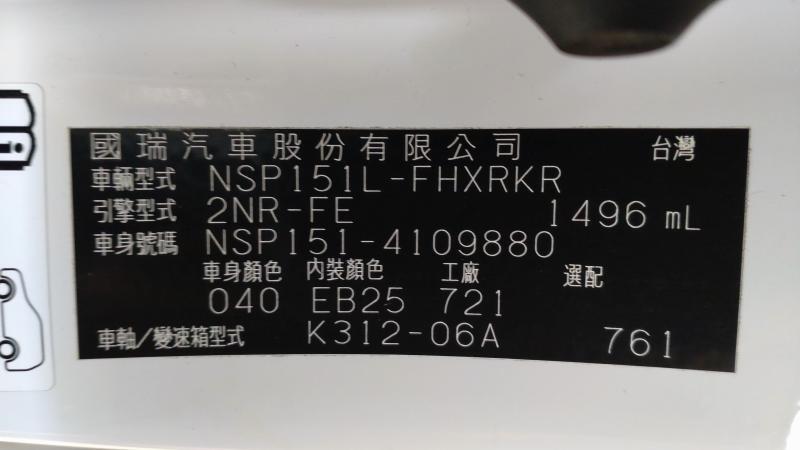 國瑞汽車股份有限公司 台灣
車輛型式 NSP151L-FHXRKR
引擎型式 2NR-FE 1496 mL
車身號碼 NSP151-4109880
車身顏色 內裝顏色 工廠 選配
040 EB25 721
車軸/變速箱型式 K312-06A 761